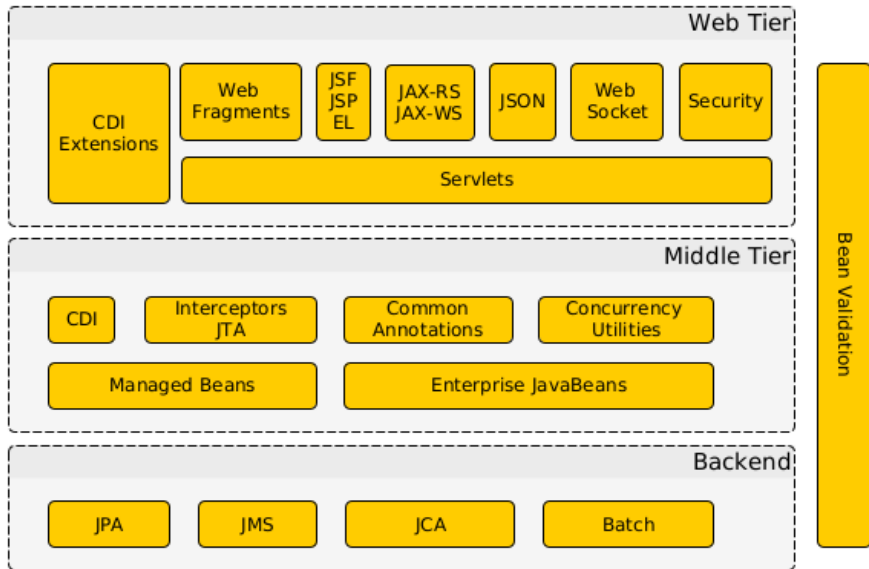 Web Tier
CDI
Extensions
Web
Fragments
JSF
JSP
EL
JAX-RS
JAX-WS
JSON
Web
Socket
Security
Servlets
Middle Tier
CDI
Interceptors
JTA
Common
Annotations
Concurrency
Utilities
Managed Beans
Enterprise JavaBeans
Backend
JPA
JMS
JCA
Batch
Bean Validation